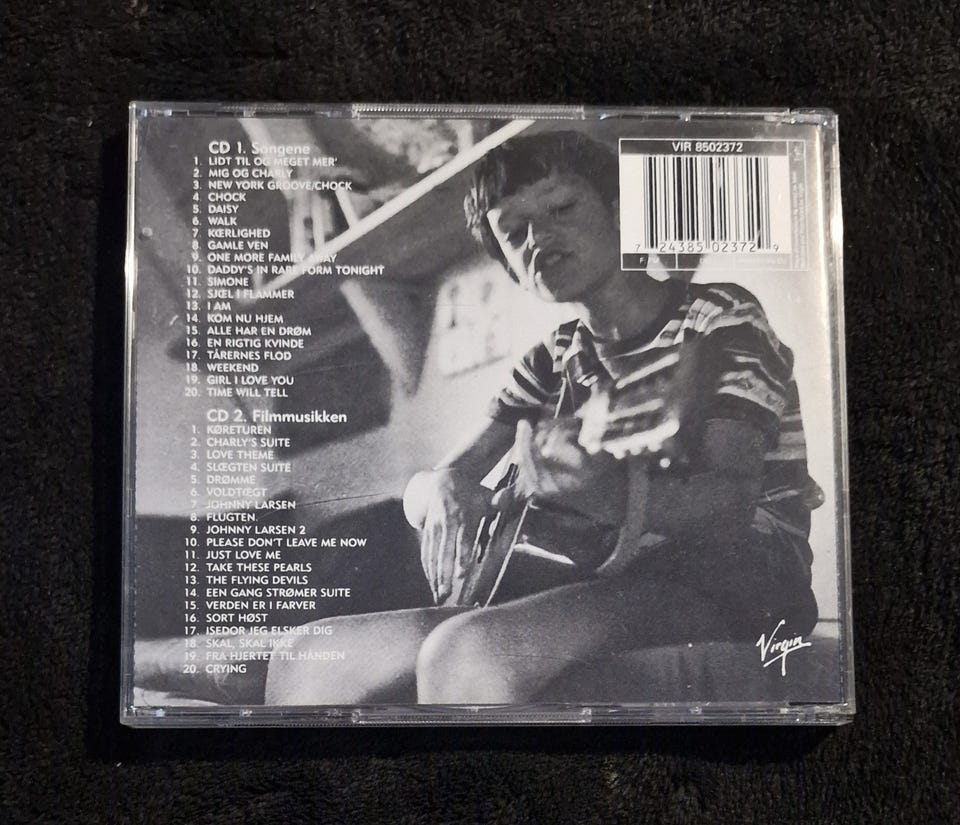 CD 1. Sangene
1. LIDT TIL OG MEGET MER'
2. MIG OG CHARLY
3. NEW YORK GROOVE/CHOCK
4. CHOCK
5. DAISY
6. WALK
7. KÆRLIGHED
8. GAMLE VEN
9. ONE MORE FAMILY AWAY
10. DADDY'S IN RARE FORM TONIGHT
11. SIMONE
12. SJÆL I FLAMMER
13. I AM
14. KOM NU HJEM
15. ALLE HAR EN DRØM
16. EN RIGTIG KVINDE
17. TÅRERNES FLOD
18. WEEKEND
19. GIRL I LOVE YOU
20. TIME WILL TELL
CD 2. Filmmusikken
1. KØRETUREN
2. CHARLY'S SUITE
3. LOVE THEME
4. SLÆGTEN SUITE
5. DRØMME
6. VOLDTÆGT
7. JOHNNY LARSEN
8. FLUGTEN
9. JOHNNY LARSEN 2
10. PLEASE DON'T LEAVE ME NOW
11. JUST LOVE ME
12. TAKE THESE PEARLS
13. THE FLYING DEVILS
14. EEN GANG STRØMER SUITE
15. VERDEN ER I FARVER
16. SORT HØST
17. ISEDOR JEG ELSKER DIG
18. SKAL, SKAL IKKE
19. FRA HJERTET TIL HÅNDEN
20. CRYING
VIR 8502372
7 24385 02372 9
Virgin